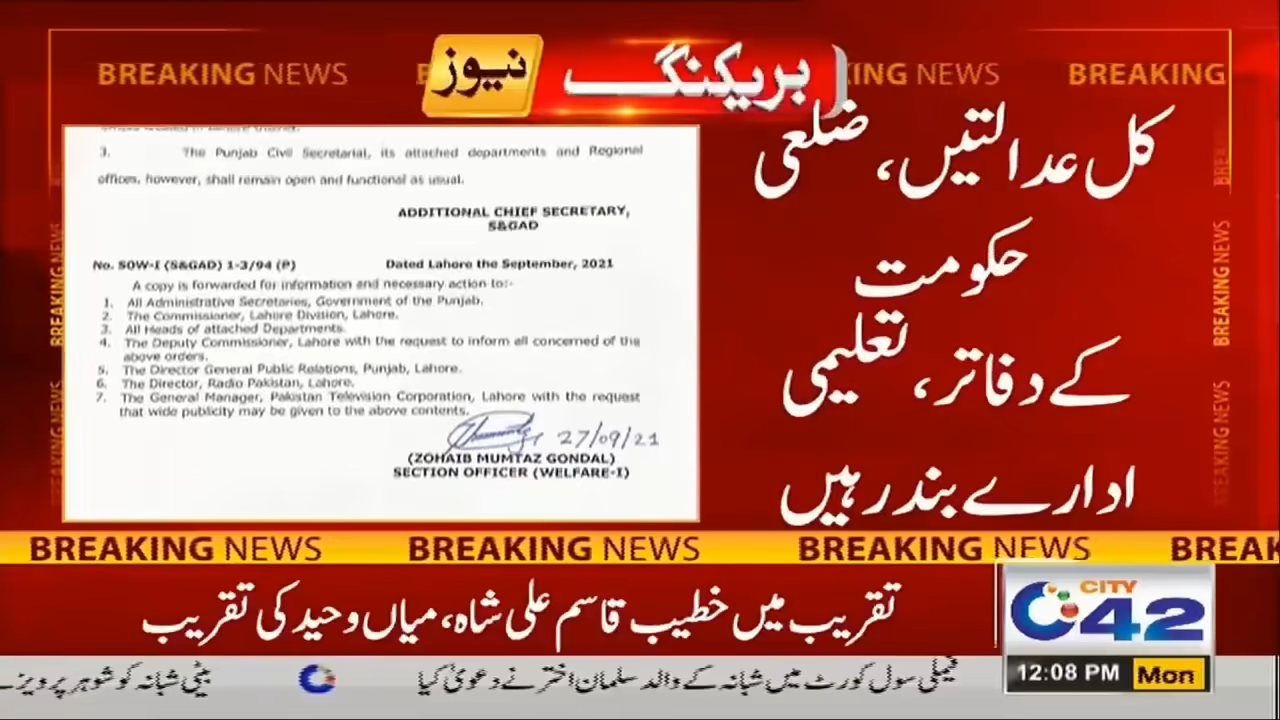 BREAKING NEWS
بریکنگ نیوز
NEWS
BREAKING
3. The Punjab Civil Secretariat, its attached departments and Regional
offices, however, shall remain open and functional as usual.
ADDITIONAL CHIEF SECRETARY,
S&GAD
No. SOW-I (S&GAD) 1-3/94 (P) Dated Lahore the September, 2021
A copy is forwarded for information and necessary action to:-
1. All Administrative Secretaries, Government of the Punjab.
2. The Commissioner, Lahore Division, Lahore.
3. All Heads of attached Departments.
4. The Deputy Commissioner, Lahore with the request to inform all concerned of the
above orders.
5. The Director General Public Relations, Punjab, Lahore.
6. The Director, Radio Pakistan, Lahore.
7. The General Manager, Pakistan Television Corporation, Lahore with the request
that wide publicity may be given to the above contents.
27/09/21
(ZOHAIB MUMTAZ GONDAL)
SECTION OFFICER (WELFARE-I)
کل عدالتیں، ضلعی
حکومت
کے دفاتر، تعلیمی
ادارے بند رہیں
BREAKING NEWS
BREAKING NEWS
BREAKING NEWS
BREAKING NEWS BREAKING NEWS BREAKING NEWS
تقریب میں خطیب قاسم علی شاہ، میاں وحید کی تقریب
CITY
42
12:08 PM Mon
فیملی سول کورٹ میں شبانہ کے والد سلمان اختر نے دعویٰ کیا
بیٹی شبانہ کو شوہر پرویز